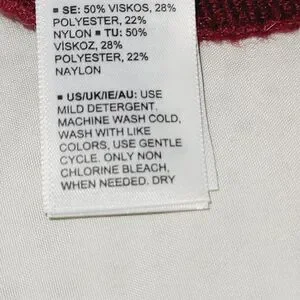 ▪ SE: 50% VISKOS, 28%
POLYESTER, 22%
NYLON ▪ TU: 50%
VİSKOZ, 28%
POLYESTER, 22%
NAYLON
▪ US/UK/IE/AU: USE
MILD DETERGENT.
MACHINE WASH COLD,
WASH WITH LIKE
COLORS, USE GENTLE
CYCLE. ONLY NON
CHLORINE BLEACH,
WHEN NEEDED. DRY